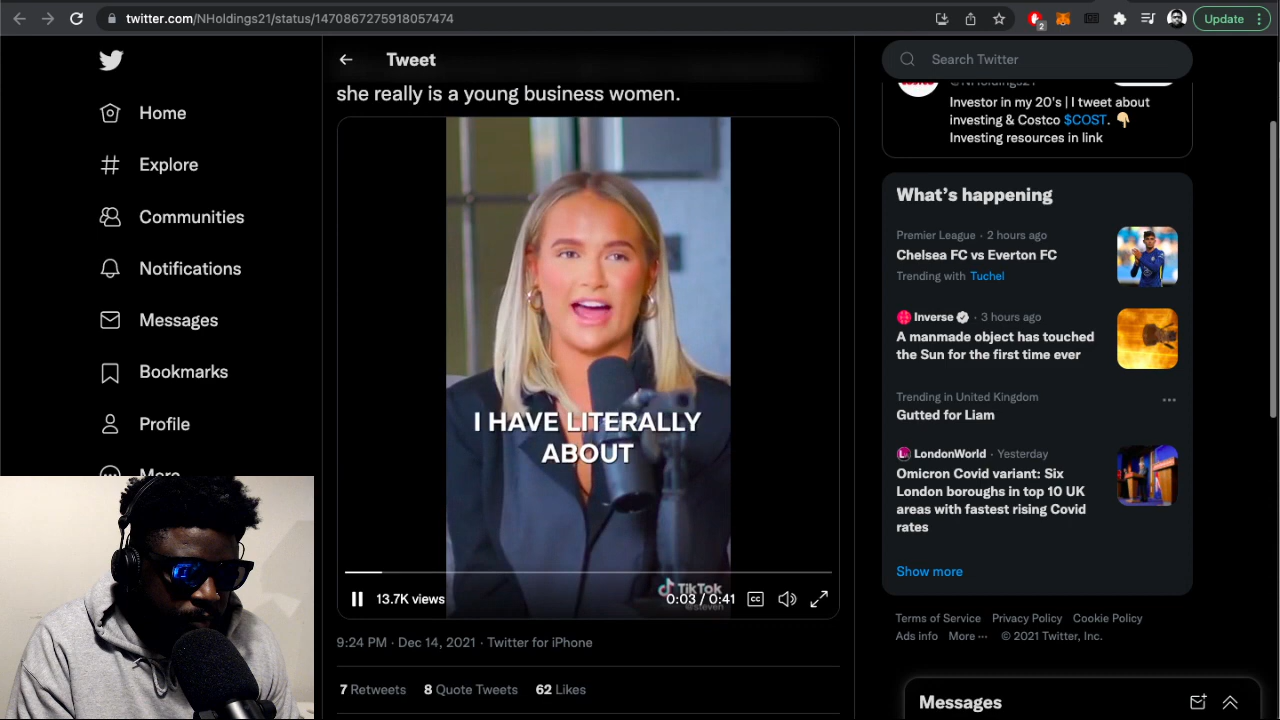 twitter.com/NHoldings21/status/1470867275918057474
2
Update
Home
Explore
Communities
Notifications
Messages
Bookmarks
Profile
More
Tweet
she really is a young business women.
I HAVE LITERALLY
ABOUT
TikTok
@steven
13.7K views
0:03 / 0:41
CC
9:24 PM · Dec 14, 2021 · Twitter for iPhone
7 Retweets 8 Quote Tweets 62 Likes
Search Twitter
@NHoldings21
Investor in my 20's | I tweet about
investing & Costco $COST.
Investing resources in link
What's happening
Premier League · 2 hours ago
Chelsea FC vs Everton FC
Trending with Tuchel
Inverse · 3 hours ago
A manmade object has touched
the Sun for the first time ever
Trending in United Kingdom
Gutted for Liam
LondonWorld · Yesterday
Omicron Covid variant: Six
London boroughs in top 10 UK
areas with fastest rising Covid
rates
Show more
Terms of Service Privacy Policy Cookie Policy
Ads info More ··· © 2021 Twitter, Inc.
Messages